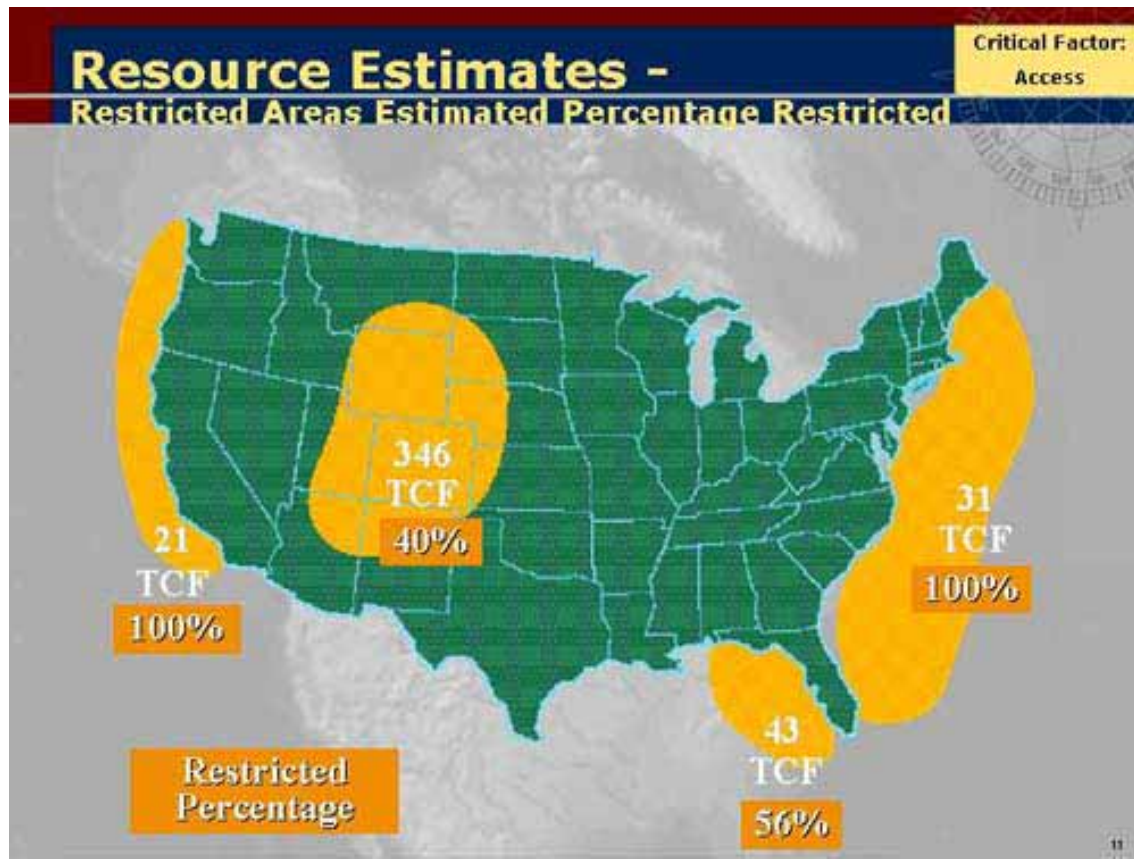 Resource Estimates -
Restricted Areas Estimated Percentage Restricted
Critical Factor:
Access
346
TCF
40%
21
TCF
100%
31
TCF
100%
43
TCF
56%
Restricted
Percentage
11